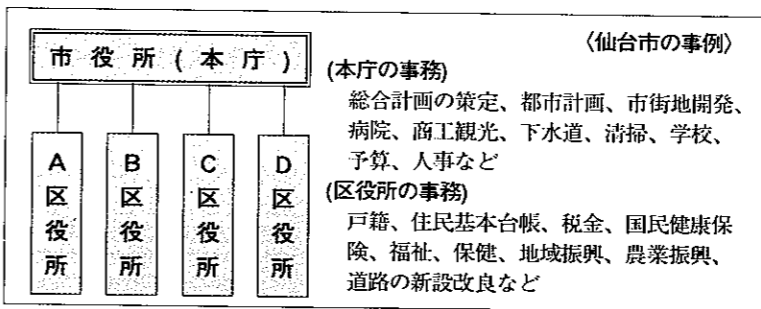 〈仙台市の事例〉
市役所(本庁)
(本庁の事務)
総合計画の策定、都市計画、市街地開発、
病院、商工観光、下水道、清掃、学校、
予算、人事など
(区役所の事務)
戸籍、住民基本台帳、税金、国民健康保
険、福祉、保健、地域振興、農業振興、
道路の新設改良など
A区役所
B区役所
C区役所
D区役所